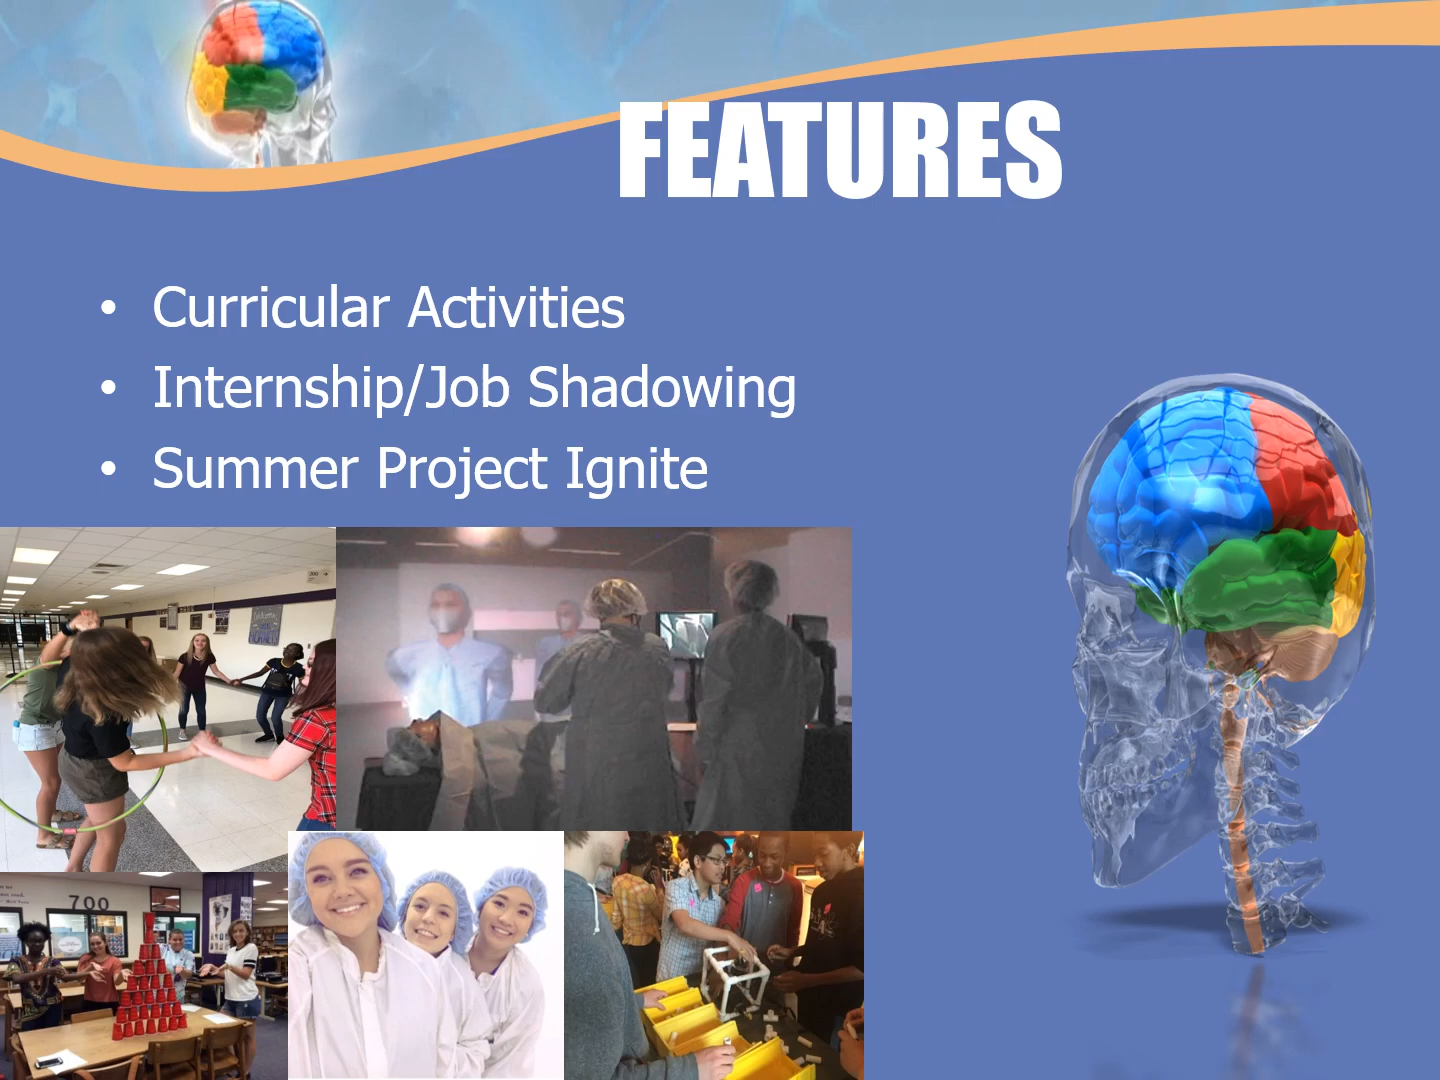 FEATURES
• Curricular Activities
• Internship/Job Shadowing
• Summer Project Ignite
700